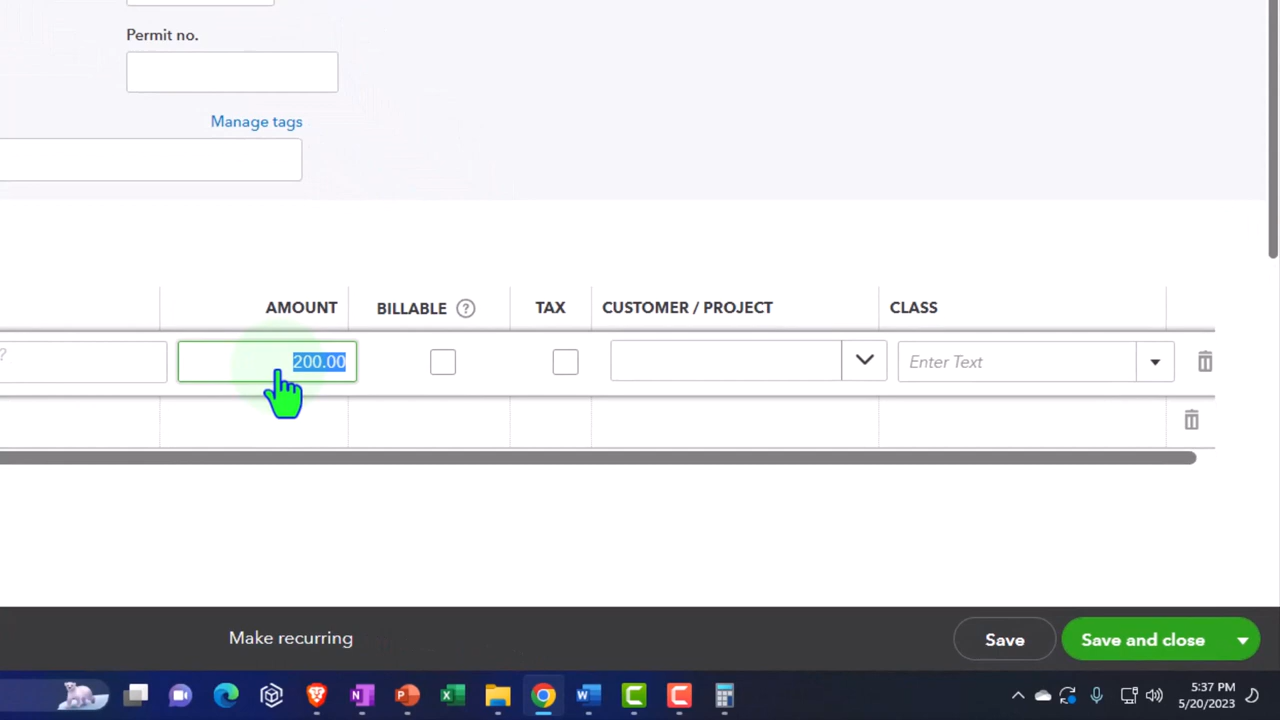 Permit no.
Manage tags
AMOUNT BILLABLE ? TAX CUSTOMER / PROJECT CLASS
? 200.00 Enter Text
Make recurring Save Save and close
5:37 PM
5/20/2023